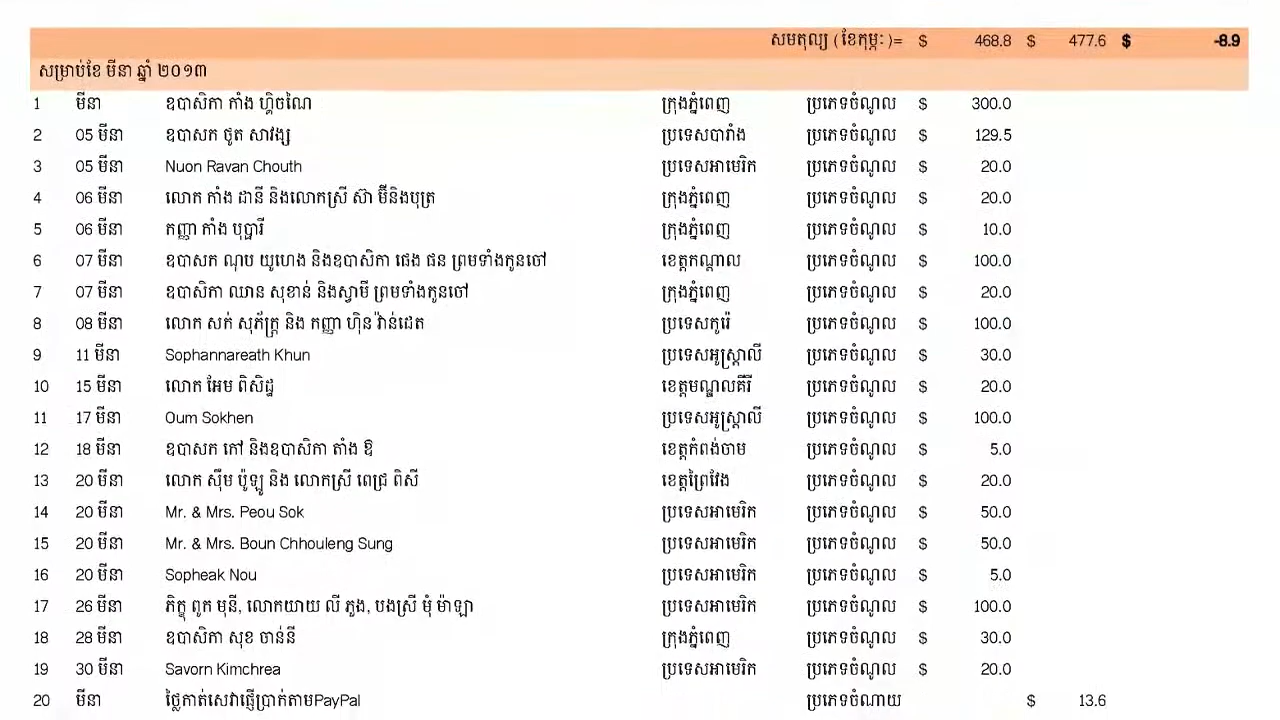 សមតុល្យ (ខែកុម្ភៈ)= $ 468.8 $ 477.6 $ -8.9
សម្រាប់ខែ មីនា ឆ្នាំ ២០១៣
1 មីនា ឧបាសិកា កាំង ហ្គិចណៃ ក្រុងភ្នំពេញ ប្រភេទចំណូល $ 300.0
2 05 មីនា ឧបាសក ថូត សាវង្ស ប្រទេសបារាំង ប្រភេទចំណូល $ 129.5
3 05 មីនា Nuon Ravan Chouth ប្រទេសអាមេរិក ប្រភេទចំណូល $ 20.0
4 06 មីនា លោក កាំង ដានី និងលោកស្រី ស៊ា ម៊ីនិងបុត្រ ក្រុងភ្នំពេញ ប្រភេទចំណូល $ 20.0
5 06 មីនា កញ្ញា កាំង បុប្ផារី ក្រុងភ្នំពេញ ប្រភេទចំណូល $ 10.0
6 07 មីនា ឧបាសក ណុប យូហេង និងឧបាសិកា ផេង ផន ព្រមទាំងកូនចៅ ខេត្តកណ្តាល ប្រភេទចំណូល $ 100.0
7 07 មីនា ឧបាសិកា ឈាន សុខាន់ និងស្វាមី ព្រមទាំងកូនចៅ ក្រុងភ្នំពេញ ប្រភេទចំណូល $ 20.0
8 08 មីនា លោក សក់ សុភ័ក្ត្រ និង កញ្ញា ហ៊ិន វ៉ាន់ដេត ប្រទេសកូរ៉េ ប្រភេទចំណូល $ 100.0
9 11 មីនា Sophannareath Khun ប្រទេសអូស្ត្រាលី ប្រភេទចំណូល $ 30.0
10 15 មីនា លោក អែម ពិសិដ្ឋ ខេត្តមណ្ឌលគីរី ប្រភេទចំណូល $ 20.0
11 17 មីនា Oum Sokhen ប្រទេសអូស្ត្រាលី ប្រភេទចំណូល $ 100.0
12 18 មីនា ឧបាសក កៅ និងឧបាសិកា តាំង ឱ ខេត្តកំពង់ចាម ប្រភេទចំណូល $ 5.0
13 20 មីនា លោក ស៊ឹម ប៉ូឡូ និង លោកស្រី ពេជ្រ ពិសី ខេត្តព្រៃវែង ប្រភេទចំណូល $ 20.0
14 20 មីនា Mr. & Mrs. Peou Sok ប្រទេសអាមេរិក ប្រភេទចំណូល $ 50.0
15 20 មីនា Mr. & Mrs. Boun Chhouleng Sung ប្រទេសអាមេរិក ប្រភេទចំណូល $ 50.0
16 20 មីនា Sopheak Nou ប្រទេសអាមេរិក ប្រភេទចំណូល $ 5.0
17 26 មីនា ភិក្ខុ ពូក មុនី, លោកយាយ លី ភួង, បងស្រី មុំ ម៉ាឡា ប្រទេសអាមេរិក ប្រភេទចំណូល $ 100.0
18 28 មីនា ឧបាសិកា សុខ ចាន់នី ក្រុងភ្នំពេញ ប្រភេទចំណូល $ 30.0
19 30 មីនា Savorn Kimchrea ប្រទេសអាមេរិក ប្រភេទចំណូល $ 20.0
20 មីនា ថ្លៃកាត់សេវាផ្ញើប្រាក់តាមPayPal ប្រភេទចំណាយ $ 13.6